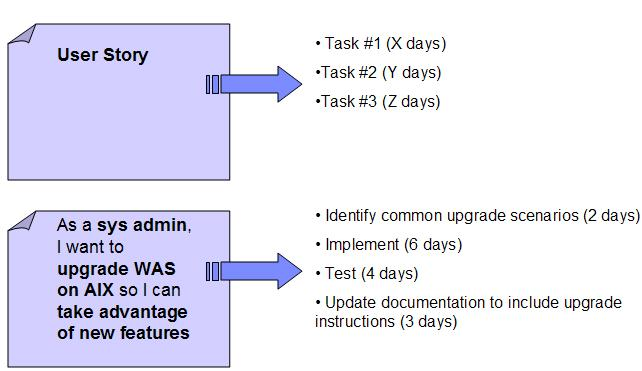 User Story
• Task #1 (X days)
•Task #2 (Y days)
•Task #3 (Z days)
As a sys admin,
I want to
upgrade WAS
on AIX so I can
take advantage
of new features
• Identify common upgrade scenarios (2 days)
• Implement (6 days)
• Test (4 days)
• Update documentation to include upgrade
instructions (3 days)